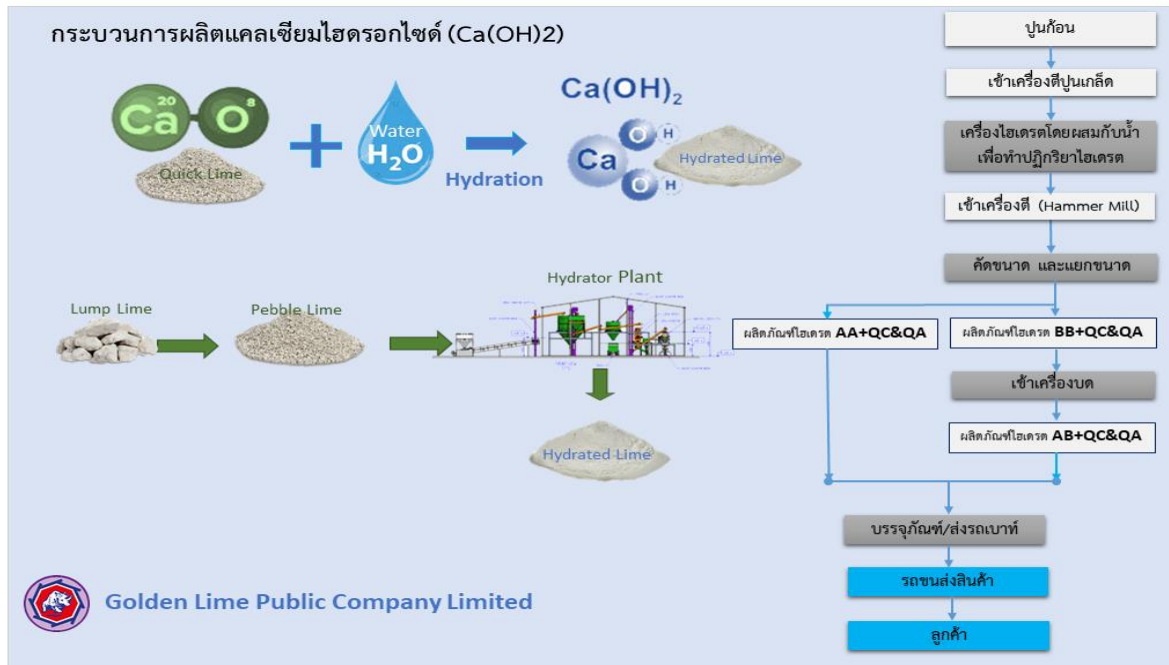 กระบวนการผลิตแคลเซียมไฮดรอกไซด์ (Ca(OH)2)
20
8
Ca
O
Quick Lime
Water
H₂O
Hydration
Ca(OH)₂
Ca
O
H
O
H
Hydrated Lime
Lump Lime
Pebble Lime
Hydrator Plant
Hydrated Lime
Golden Lime Public Company Limited
ปูนก้อน
เข้าเครื่องตีปูนเกล็ด
เครื่องไฮเดรตโดยผสมกับน้ำ
เพื่อทำปฏิกริยาไฮเดรต
เข้าเครื่องตี (Hammer Mill)
คัดขนาด และแยกขนาด
ผลิตภัณฑ์ไฮเดรต AA+QC&QA
ผลิตภัณฑ์ไฮเดรต BB+QC&QA
เข้าเครื่องบด
ผลิตภัณฑ์ไฮเดรต AB+QC&QA
บรรจุภัณฑ์/ส่งรถเบาท์
รถขนส่งสินค้า
ลูกค้า